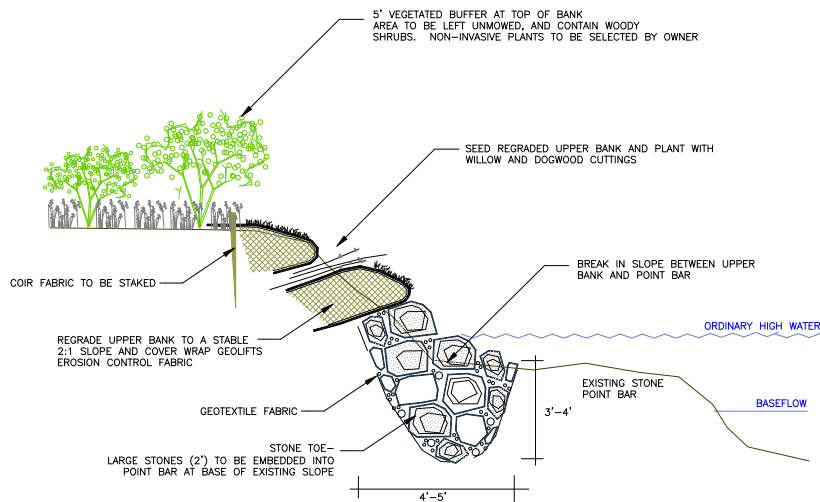 5' VEGETATED BUFFER AT TOP OF BANK
AREA TO BE LEFT UNMOWED, AND CONTAIN WOODY
SHRUBS. NON-INVASIVE PLANTS TO BE SELECTED BY OWNER
SEED REGRADED UPPER BANK AND PLANT WITH
WILLOW AND DOGWOOD CUTTINGS
BREAK IN SLOPE BETWEEN UPPER
BANK AND POINT BAR
COIR FABRIC TO BE STAKED
ORDINARY HIGH WATER
REGRADE UPPER BANK TO A STABLE
2:1 SLOPE AND COVER WRAP GEOLIFTS
EROSION CONTROL FABRIC
EXISTING STONE
POINT BAR
BASEFLOW
GEOTEXTILE FABRIC
3'-4'
STONE TOE-
LARGE STONES (2') TO BE EMBEDDED INTO
POINT BAR AT BASE OF EXISTING SLOPE
4'-5'